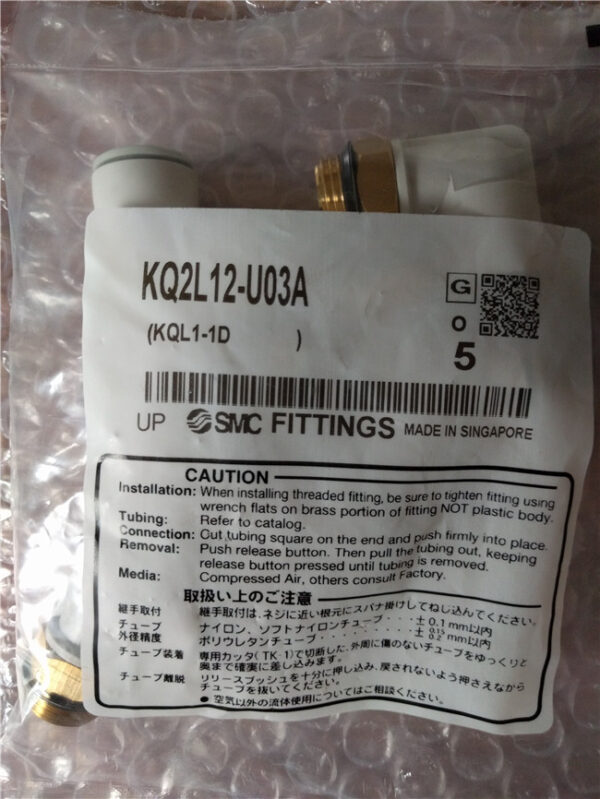 KQ2L12-U03A
G
(KQL1-1D )
O
5
UP SMC FITTINGS MADE IN SINGAPORE
CAUTION
Installation: When installing threaded fitting, be sure to tighten fitting using
wrench flats on brass portion of fitting NOT plastic body.
Tubing: Refer to catalog.
Connection: Cut tubing square on the end and push firmly into place.
Removal: Push release button. Then pull the tubing out, keeping
release button pressed until tubing is removed.
Media: Compressed Air, others consult Factory.
取扱い上のご注意
継手取付 継手取付は、ネジに近い根元にスパナ掛けしてねじ込んでください。
チューブ ナイロン、ソフトナイロンチューブ・・・・±0.1mm以内
外径精度 ポリウレタンチューブ・・・・・・・・・± 0.15 0.2 mm以内
チューブ装着 専用カッタ(TK-1)で切断した、外周に傷のないチューブをゆっくりと
奥まで確実に差し込みます。
チューブ離脱 リリースブッシュを十分に押し込み、戻されないよう押さえながら
チューブを抜いてください。
● 空気以外の流体使用についてはご相談ください。